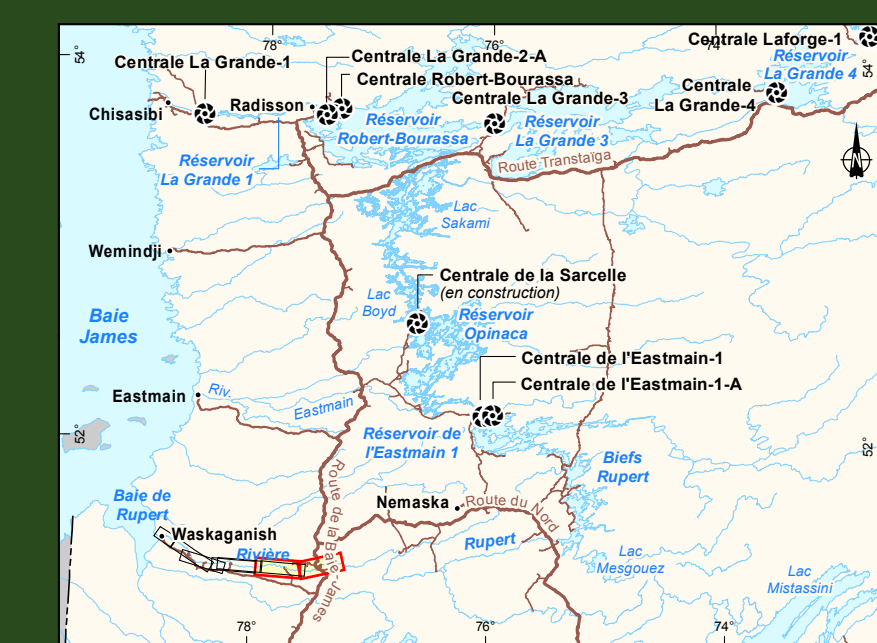 78°
76°
74°
54°
54°
Centrale Laforge-1
Réservoir
La Grande 4
Centrale La Grande-1
Centrale La Grande-2-A
Centrale Robert-Bourassa
Centrale La Grande-3
Centrale
La Grande-4
Chisasibi
Radisson
Réservoir
Robert-Bourassa
Réservoir
La Grande 3
Réservoir
La Grande 1
Route Transtaïga
Lac
Sakami
Wemindji
Centrale de la Sarcelle
(en construction)
Lac
Boyd
Réservoir
Opinaca
Baie
James
Centrale de l'Eastmain-1
Centrale de l'Eastmain-1-A
Eastmain
Riv.
Eastmain
52°
52°
Réservoir de
l'Eastmain 1
Biefs
Rupert
Baie de
Rupert
Nemaska
Route du Nord
Route de la Baie-James
Waskaganish
Rivière
Rupert
Lac
Mesgouez
Lac
Mistassini
78°
76°
74°